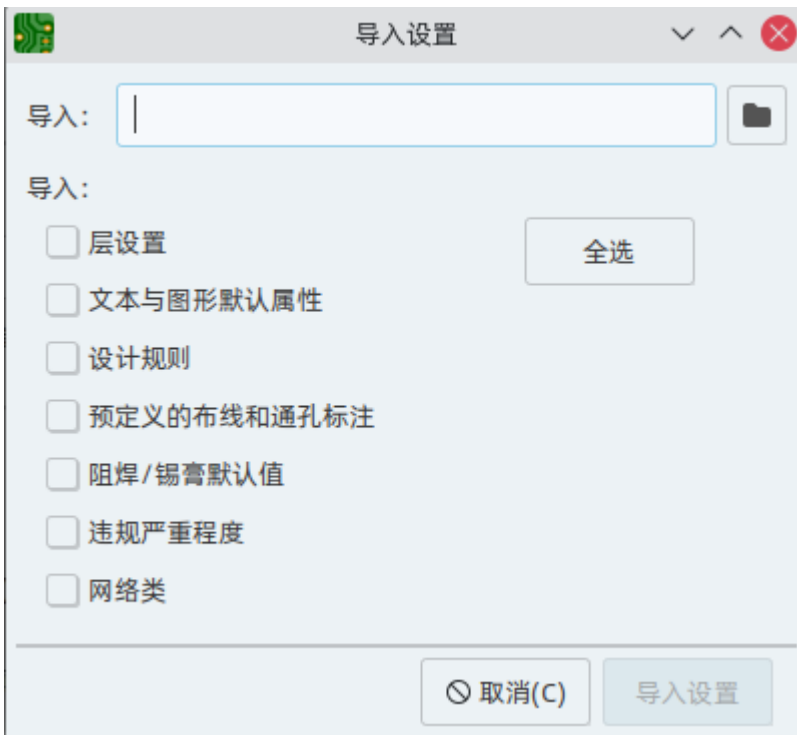 导入设置
导入:
导入:
层设置
全选
文本与图形默认属性
设计规则
预定义的布线和通孔标注
阻焊/锡膏默认值
违规严重程度
网络类
取消(C)
导入设置